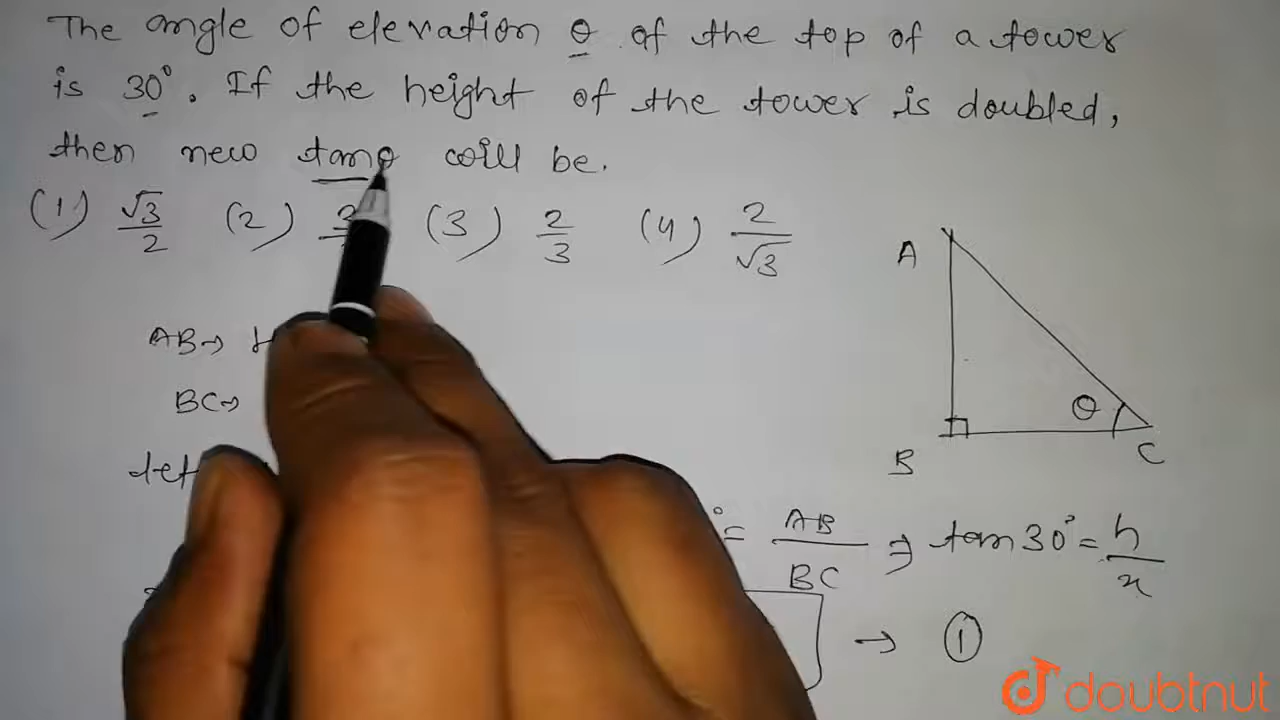 The angle of elevation θ of the top of a tower
is 30°. If the height of the tower is doubled,
then new tanθ will be.
(1) √3/2 (2) (3) 2/3 (4) 2/√3
A
AB→
BC→
θ
B
C
° = AB/BC ⇒ tan 30° = h/x
→ ①
doubtnut